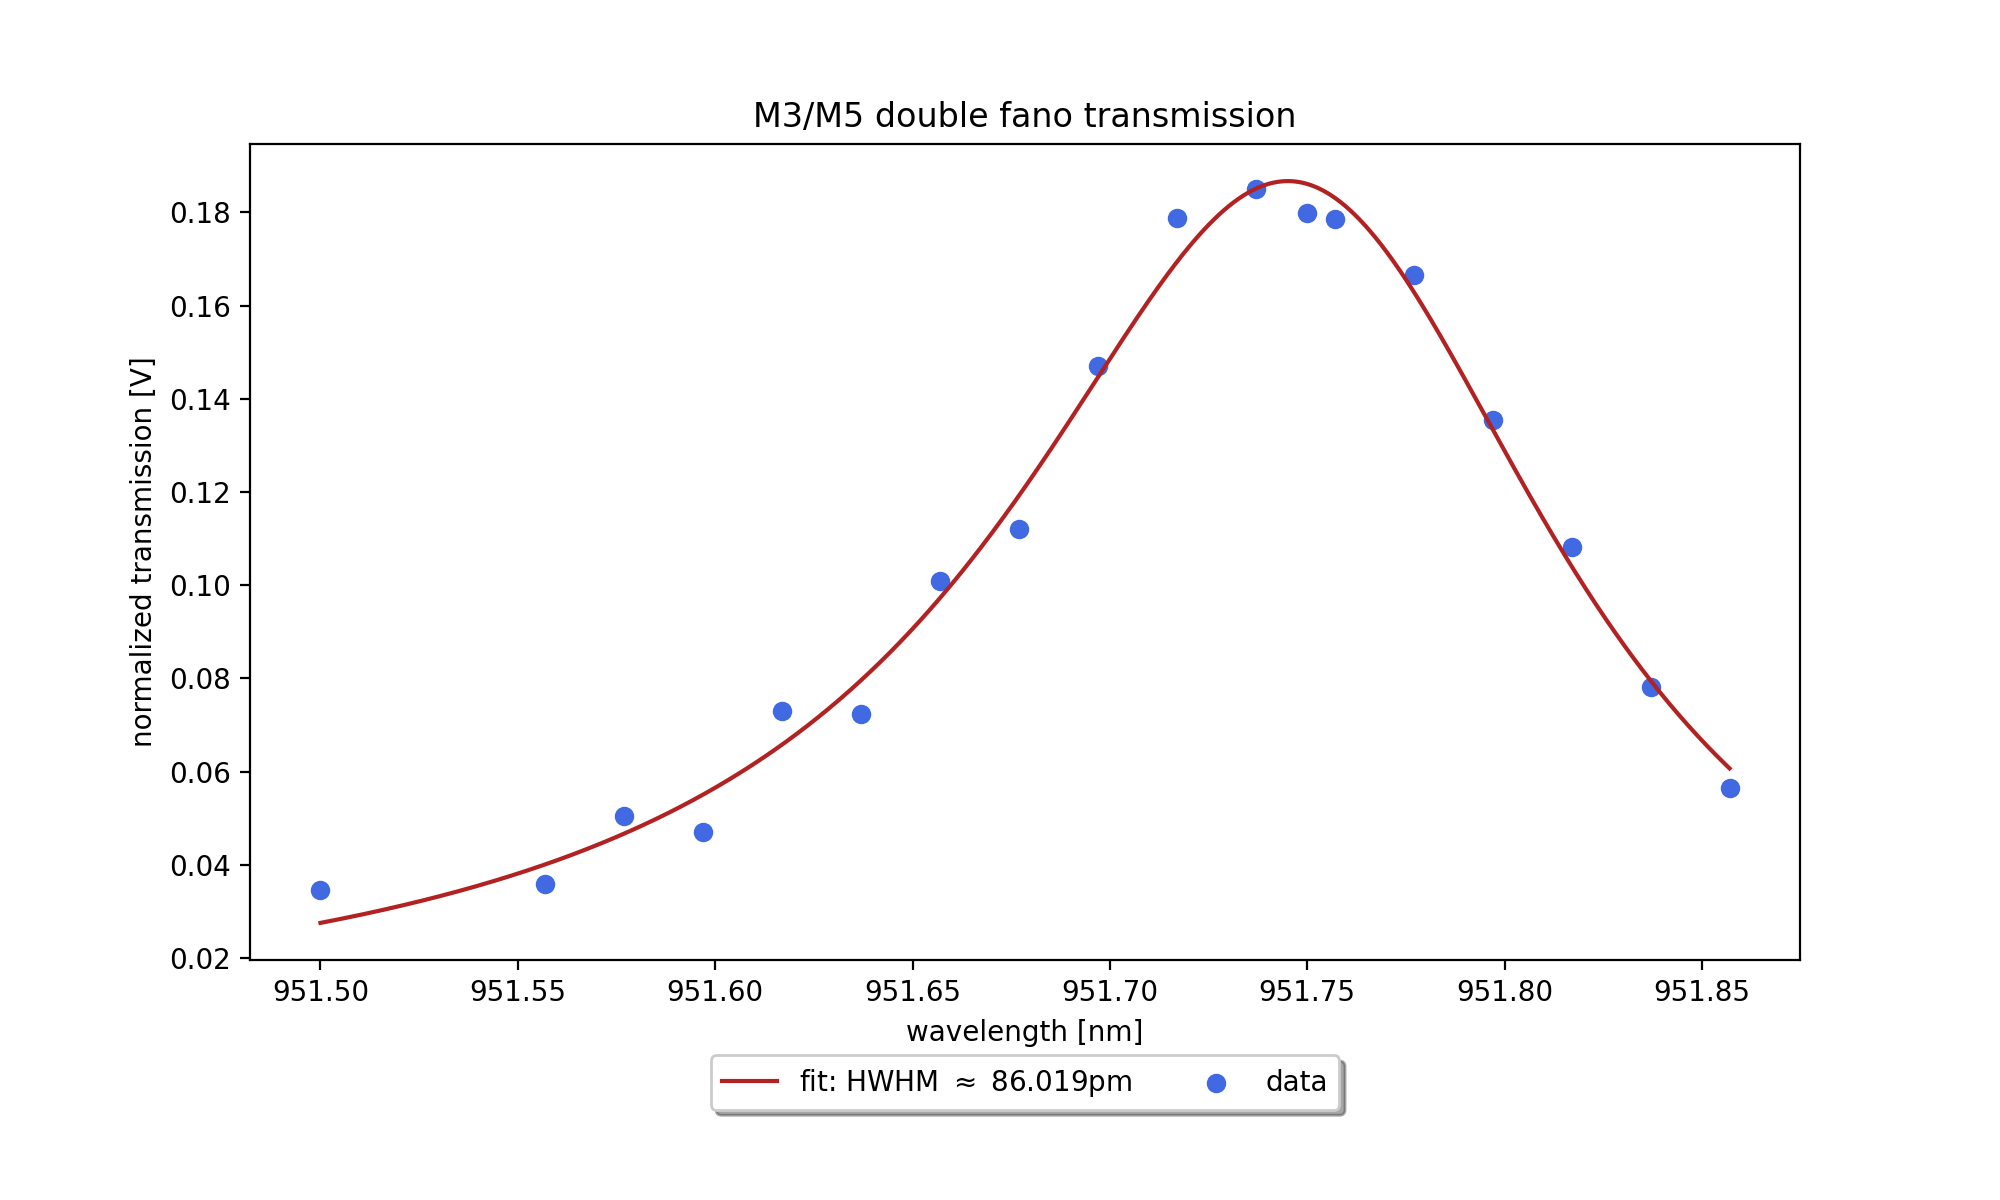 M3/M5 double fano transmission
normalized transmission [V]
0.18
0.16
0.14
0.12
0.10
0.08
0.06
0.04
0.02
951.50 951.55 951.60 951.65 951.70 951.75 951.80 951.85
wavelength [nm]
fit: HWHM ≈ 86.019pm data